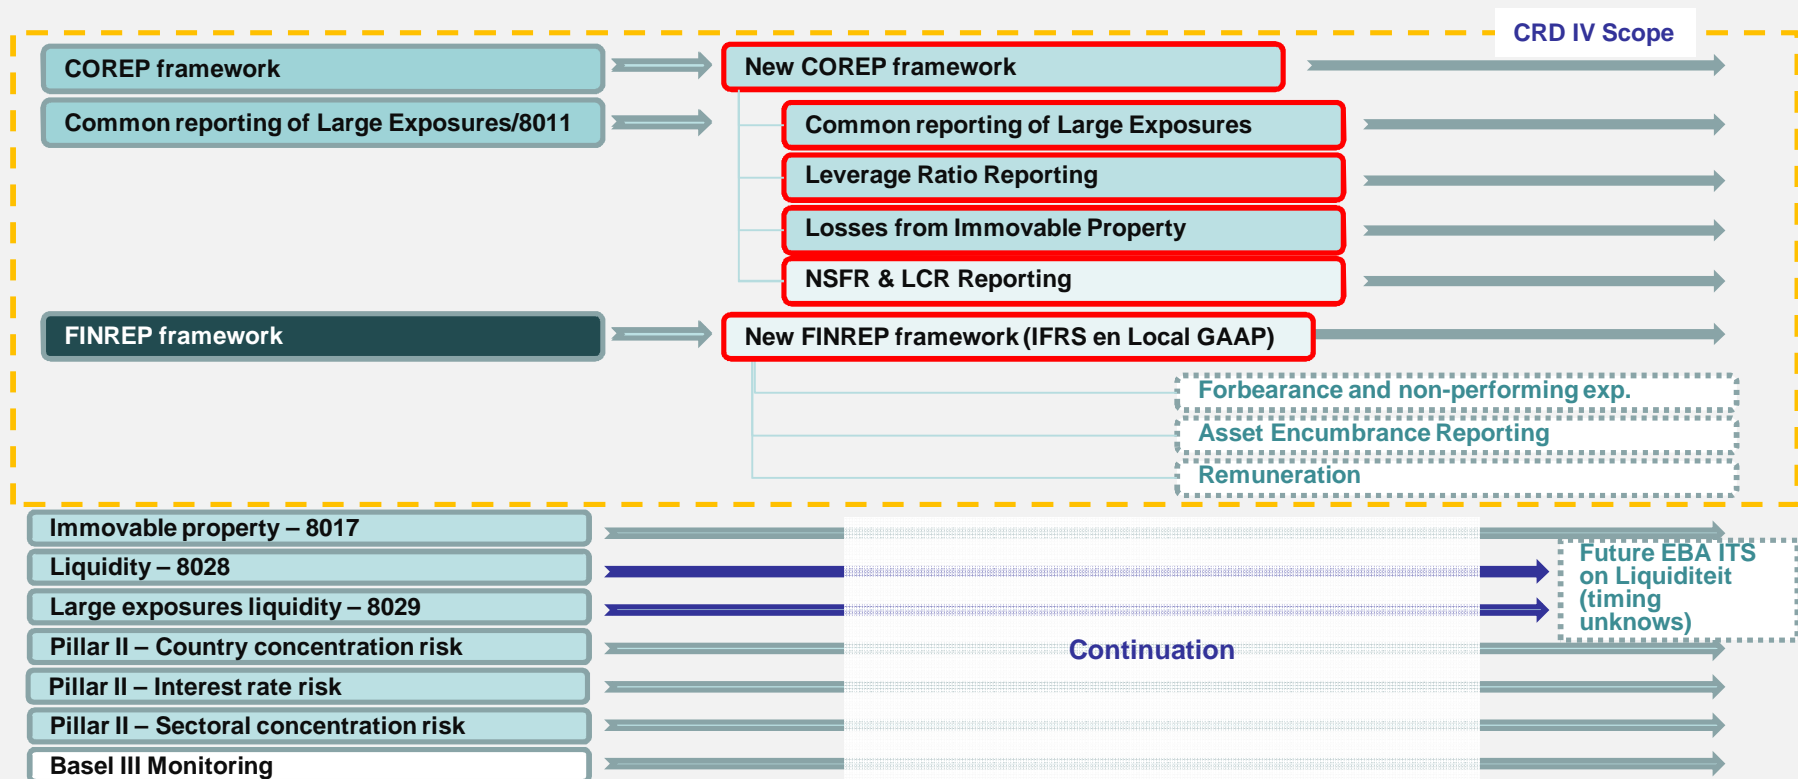 CRD IV Scope
COREP framework
New COREP framework
Common reporting of Large Exposures/8011
Common reporting of Large Exposures
Leverage Ratio Reporting
Losses from Immovable Property
NSFR & LCR Reporting
FINREP framework
New FINREP framework (IFRS en Local GAAP)
Forbearance and non-performing exp.
Asset Encumbrance Reporting
Remuneration
Immovable property – 8017
Liquidity – 8028
Large exposures liquidity – 8029
Pillar II – Country concentration risk
Pillar II – Interest rate risk
Pillar II – Sectoral concentration risk
Basel III Monitoring
Continuation
Future EBA ITS
on Liquiditeit
(timing
unknows)